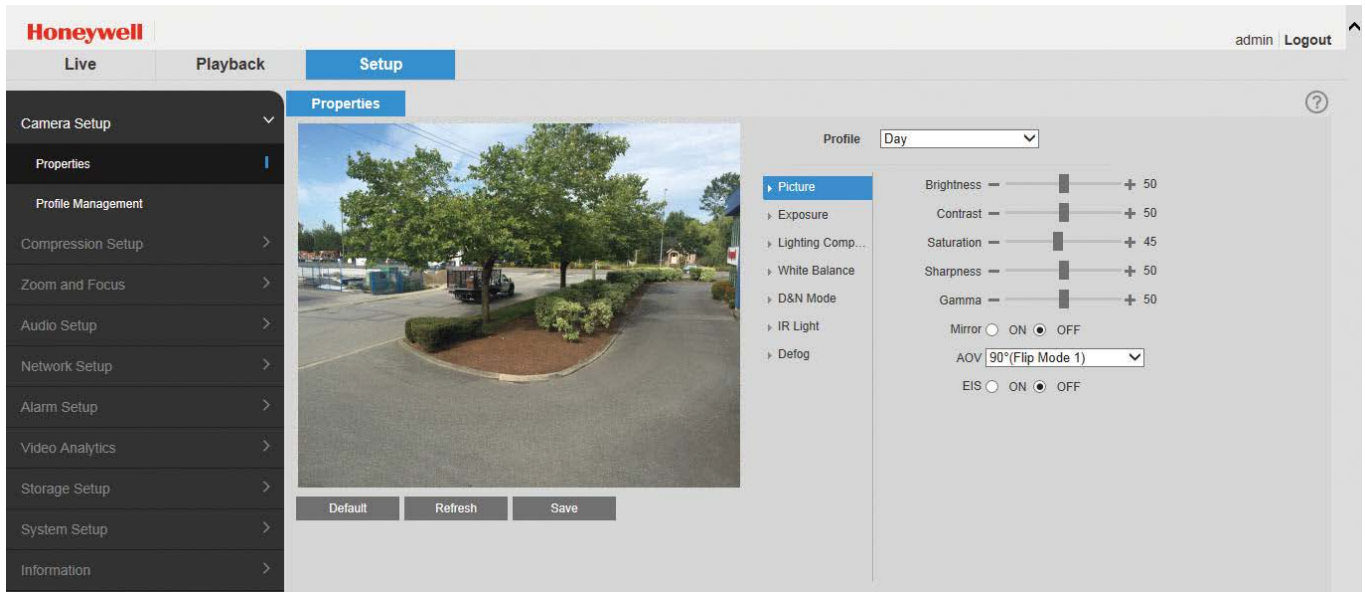 Honeywell
admin Logout
Live Playback Setup
Properties
Camera Setup
Properties
Profile Management
Compression Setup
Zoom and Focus
Audio Setup
Network Setup
Alarm Setup
Video Analytics
Storage Setup
System Setup
Information
Default Refresh Save
Profile Day
Picture
Exposure
Lighting Comp...
White Balance
D&N Mode
IR Light
Defog
Brightness − + 50
Contrast − + 50
Saturation − + 45
Sharpness − + 50
Gamma − + 50
Mirror ON OFF
AOV 90°(Flip Mode 1)
EIS ON OFF